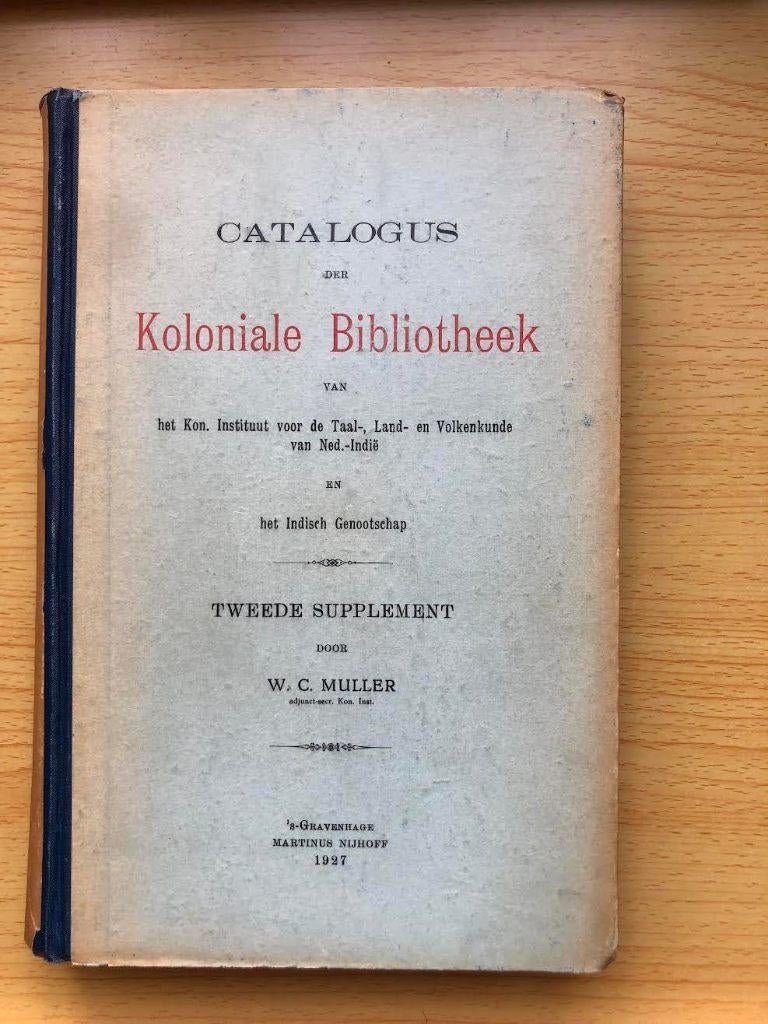 CATALOGUS
DER
Koloniale Bibliotheek
VAN
het Kon. Instituut voor de Taal-, Land- en Volkenkunde
van Ned.-Indië
EN
het Indisch Genootschap
TWEEDE SUPPLEMENT
DOOR
W. C. MULLER
adjunct-secr. Kon. Inst.
's-GRAVENHAGE
MARTINUS NIJHOFF
1927